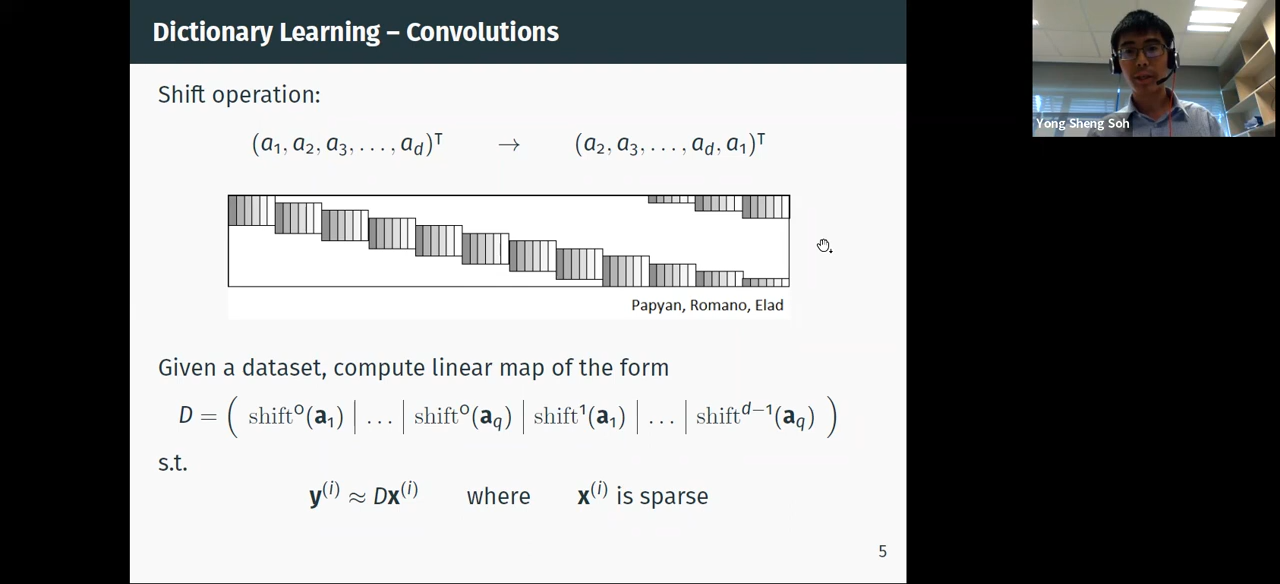 Dictionary Learning – Convolutions
Shift operation:
(a₁, a₂, a₃, . . . , a_d)ᵀ → (a₂, a₃, . . . , a_d, a₁)ᵀ
Papyan, Romano, Elad
Given a dataset, compute linear map of the form
D = ( shift⁰(a₁) | . . . | shift⁰(a_q) | shift¹(a₁) | . . . | shift^{d−1}(a_q) )
s.t.
y⁽ⁱ⁾ ≈ Dx⁽ⁱ⁾ where x⁽ⁱ⁾ is sparse
5
Yong Sheng Soh